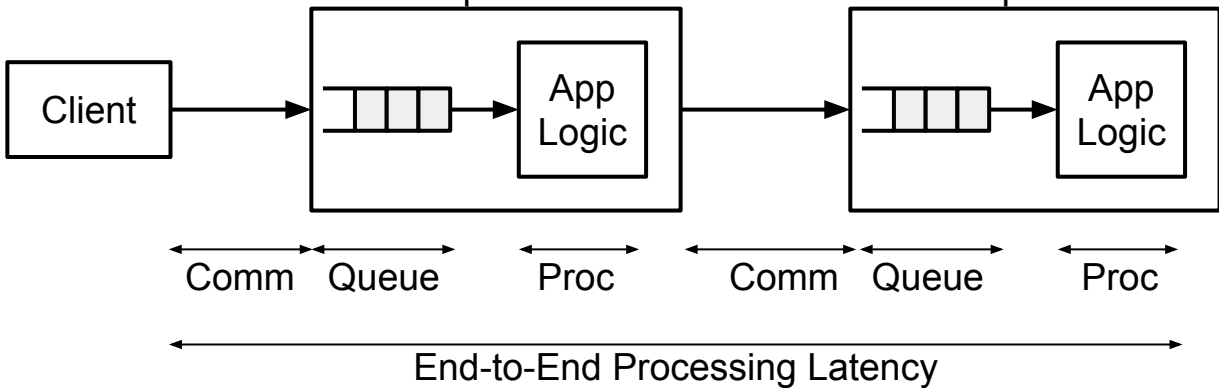 Client
App
Logic
App
Logic
Comm
Queue
Proc
Comm
Queue
Proc
End-to-End Processing Latency